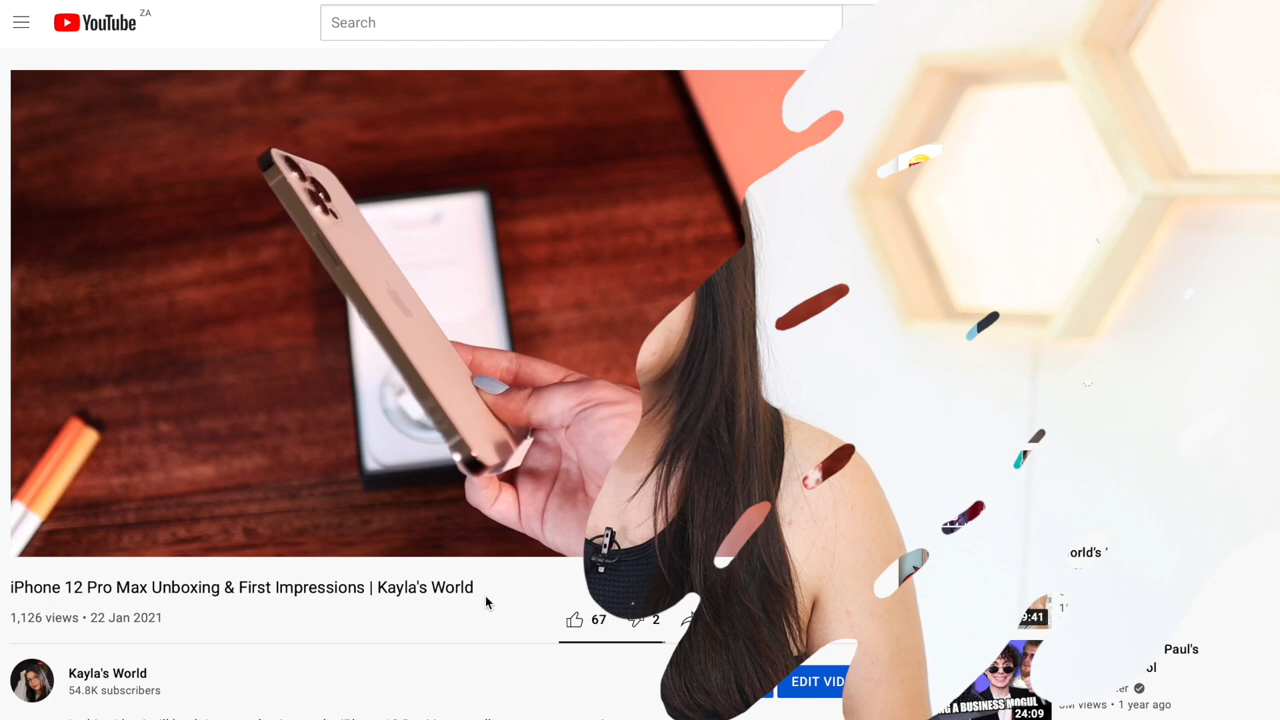 YouTube ZA
Search
iPhone 12 Pro Max Unboxing & First Impressions | Kayla's World
1,126 views • 22 Jan 2021
67
2
EDIT VID
Kayla's World
54.8K subscribers
orld's
9:41
Paul's
24:09
A BUSINESS MOGUL
views • 1 year ago